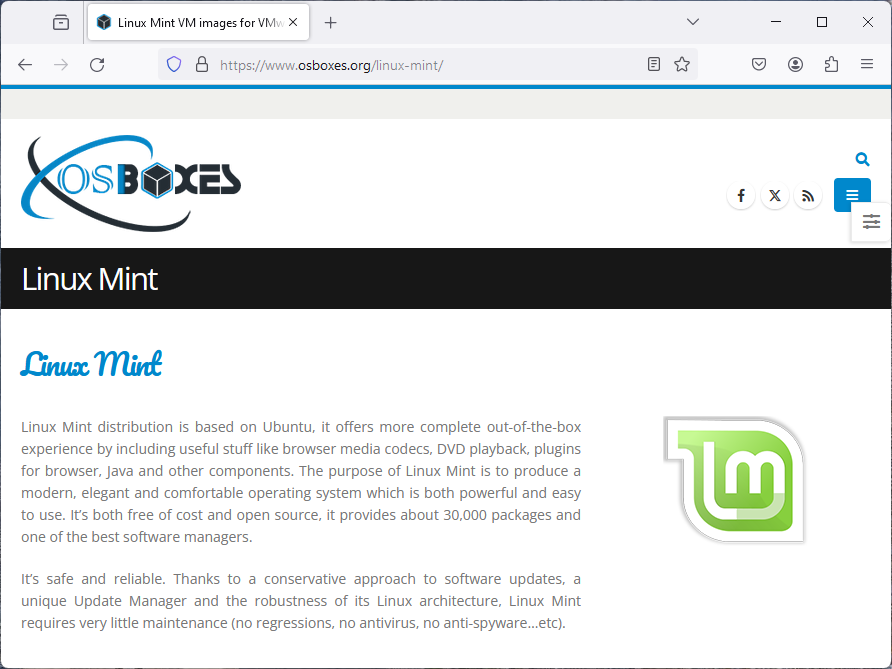 Linux Mint VM images for VMw
https://www.osboxes.org/linux-mint/
OSBOXES
Linux Mint
Linux Mint
Linux Mint distribution is based on Ubuntu, it offers more complete out-of-the-box
experience by including useful stuff like browser media codecs, DVD playback, plugins
for browser, Java and other components. The purpose of Linux Mint is to produce a
modern, elegant and comfortable operating system which is both powerful and easy
to use. It’s both free of cost and open source, it provides about 30,000 packages and
one of the best software managers.
It’s safe and reliable. Thanks to a conservative approach to software updates, a
unique Update Manager and the robustness of its Linux architecture, Linux Mint
requires very little maintenance (no regressions, no antivirus, no anti-spyware…etc).